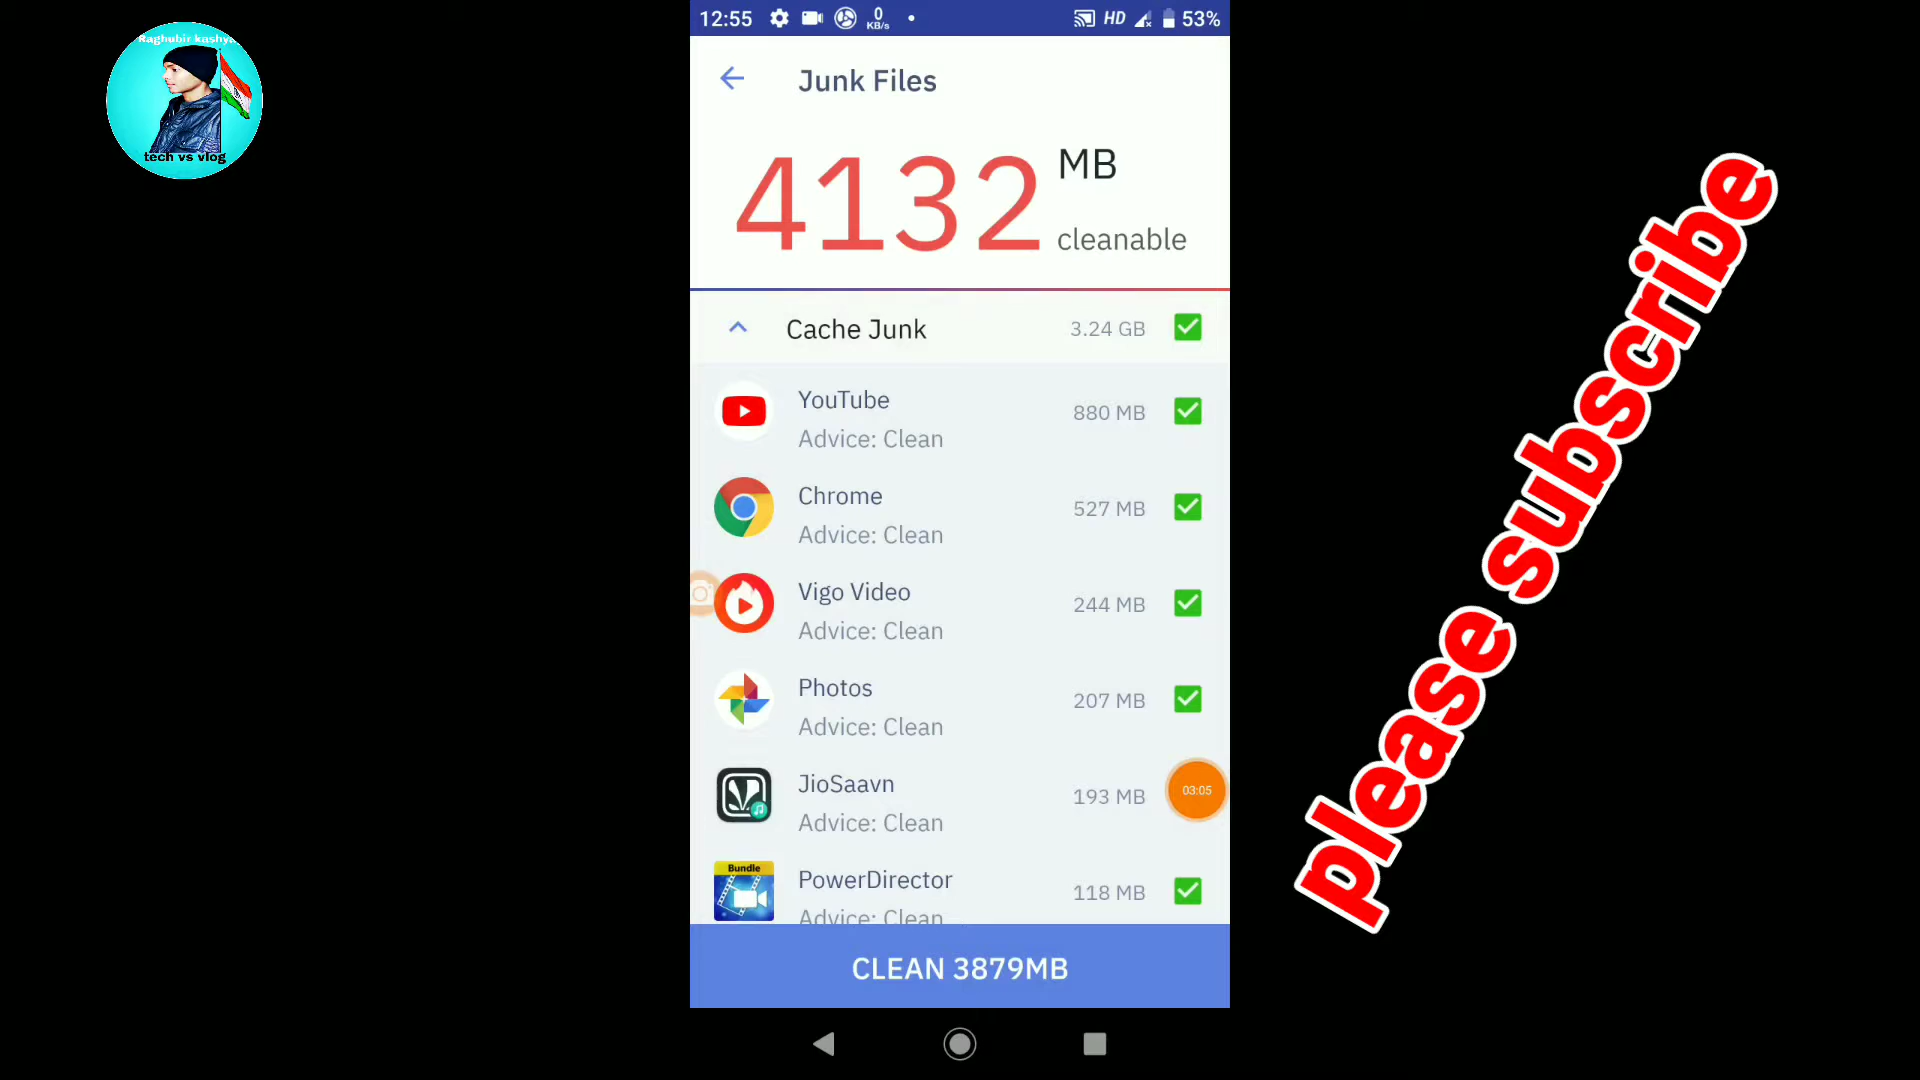 Raghubir kashya
tech vs vlog
12:55 0 KB/s HD 53%
Junk Files
4132 MB
cleanable
Cache Junk 3.24 GB
YouTube 880 MB
Advice: Clean
Chrome 527 MB
Advice: Clean
Vigo Video 244 MB
Advice: Clean
Photos 207 MB
Advice: Clean
JioSaavn 193 MB
Advice: Clean
03:05
Bundle
PowerDirector 118 MB
Advice: Clean
CLEAN 3879MB
please subscribe